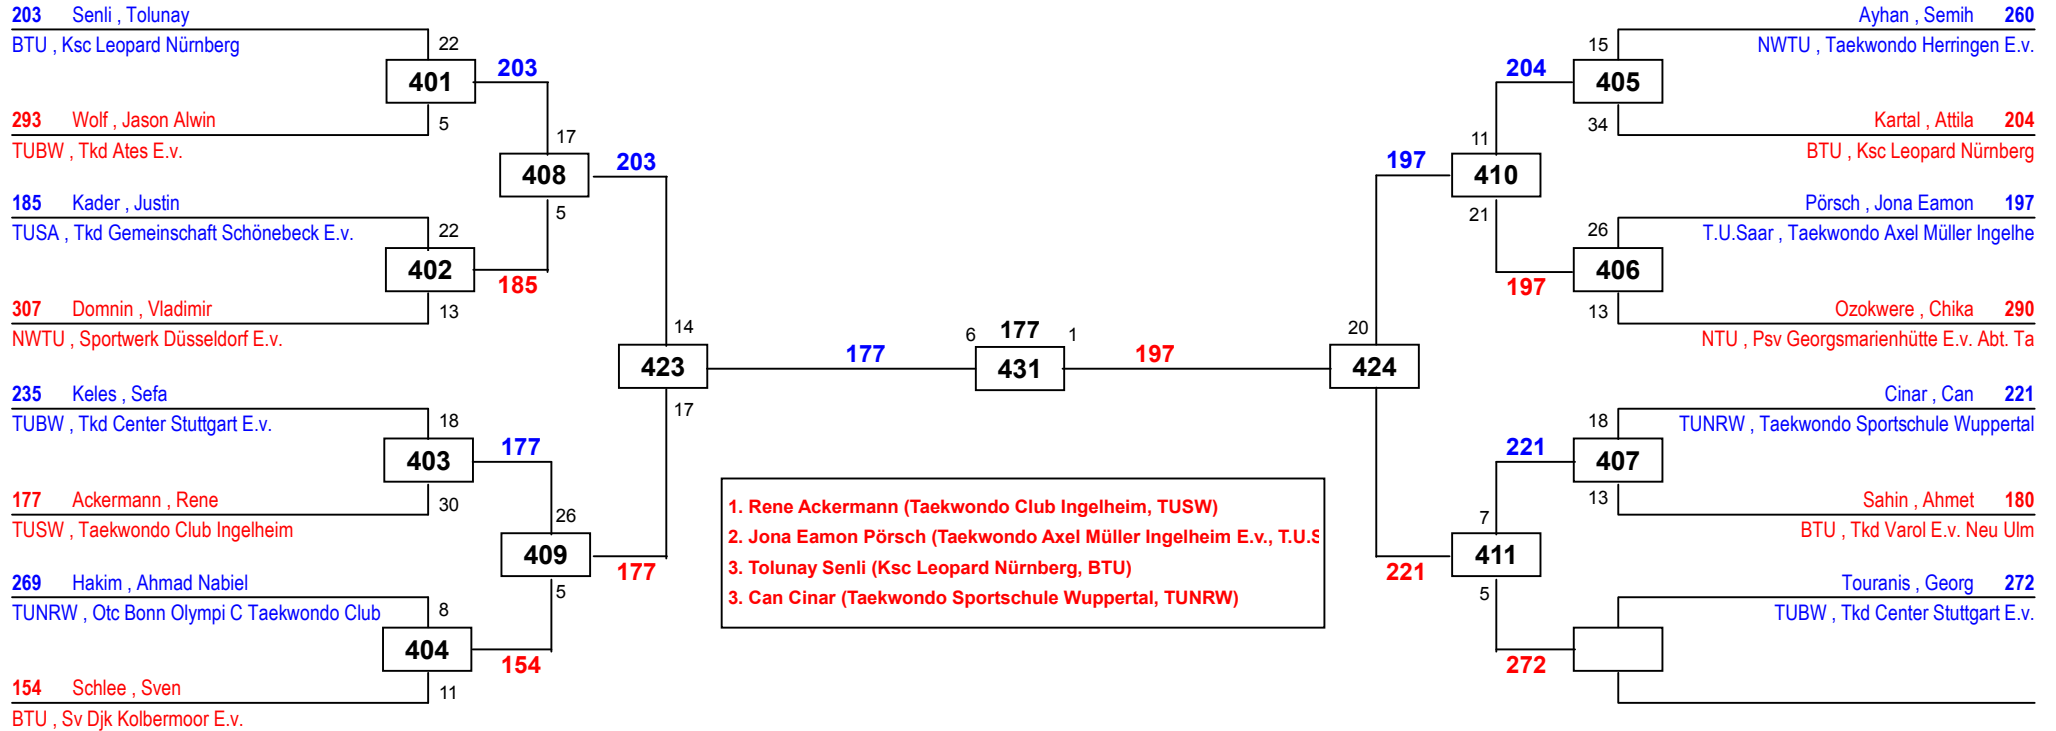 203 Senli , Tolunay
BTU , Ksc Leopard Nürnberg
22
401
203
5
293 Wolf , Jason Alwin
TUBW , Tkd Ates E.v.
17
408
203
5
185 Kader , Justin
TUSA , Tkd Gemeinschaft Schönebeck E.v.
22
402
185
13
307 Domnin , Vladimir
NWTU , Sportwerk Düsseldorf E.v.
14
423
177
17
235 Keles , Sefa
TUBW , Tkd Center Stuttgart E.v.
18
403
177
30
177 Ackermann , Rene
TUSW , Taekwondo Club Ingelheim
26
409
177
5
269 Hakim , Ahmad Nabiel
TUNRW , Otc Bonn Olympi C Taekwondo Club
8
404
154
11
154 Schlee , Sven
BTU , Sv Djk Kolbermoor E.v.
6 177 1
431
1. Rene Ackermann (Taekwondo Club Ingelheim, TUSW)
2. Jona Eamon Pörsch (Taekwondo Axel Müller Ingelheim E.v., T.U.S
3. Tolunay Senli (Ksc Leopard Nürnberg, BTU)
3. Can Cinar (Taekwondo Sportschule Wuppertal, TUNRW)
Ayhan , Semih 260
NWTU , Taekwondo Herringen E.v.
15
204
405
34
Kartal , Attila 204
BTU , Ksc Leopard Nürnberg
11
197
410
21
Pörsch , Jona Eamon 197
T.U.Saar , Taekwondo Axel Müller Ingelhe
26
406
197
13
Ozokwere , Chika 290
NTU , Psv Georgsmarienhütte E.v. Abt. Ta
20
197
424
Cinar , Can 221
TUNRW , Taekwondo Sportschule Wuppertal
18
221
407
13
Sahin , Ahmet 180
BTU , Tkd Varol E.v. Neu Ulm
7
411
221
5
Touranis , Georg 272
TUBW , Tkd Center Stuttgart E.v.
272